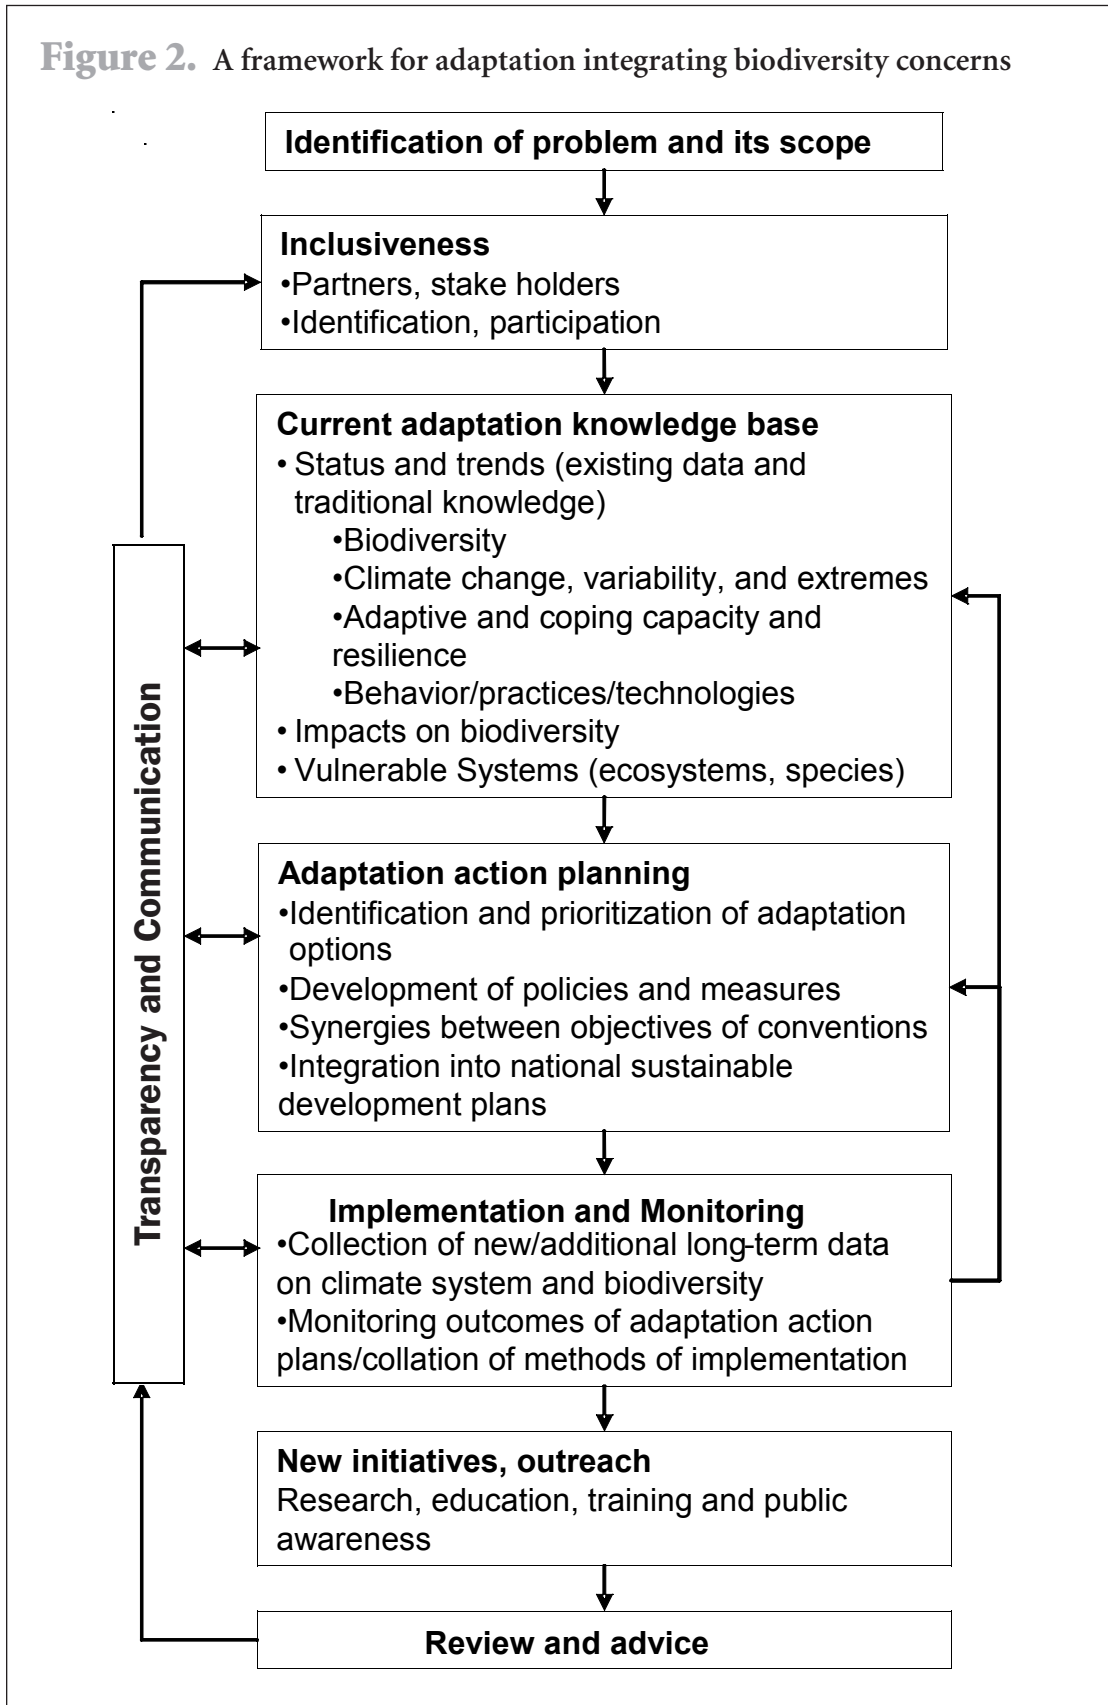 Figure 2. A framework for adaptation integrating biodiversity concerns
Identification of problem and its scope
Inclusiveness
•Partners, stake holders
•Identification, participation
Current adaptation knowledge base
• Status and trends (existing data and
traditional knowledge)
•Biodiversity
•Climate change, variability, and extremes
•Adaptive and coping capacity and
resilience
•Behavior/practices/technologies
• Impacts on biodiversity
• Vulnerable Systems (ecosystems, species)
Transparency and Communication
Adaptation action planning
•Identification and prioritization of adaptation
options
•Development of policies and measures
•Synergies between objectives of conventions
•Integration into national sustainable
development plans
Implementation and Monitoring
•Collection of new/additional long-term data
on climate system and biodiversity
•Monitoring outcomes of adaptation action
plans/collation of methods of implementation
New initiatives, outreach
Research, education, training and public
awareness
Review and advice